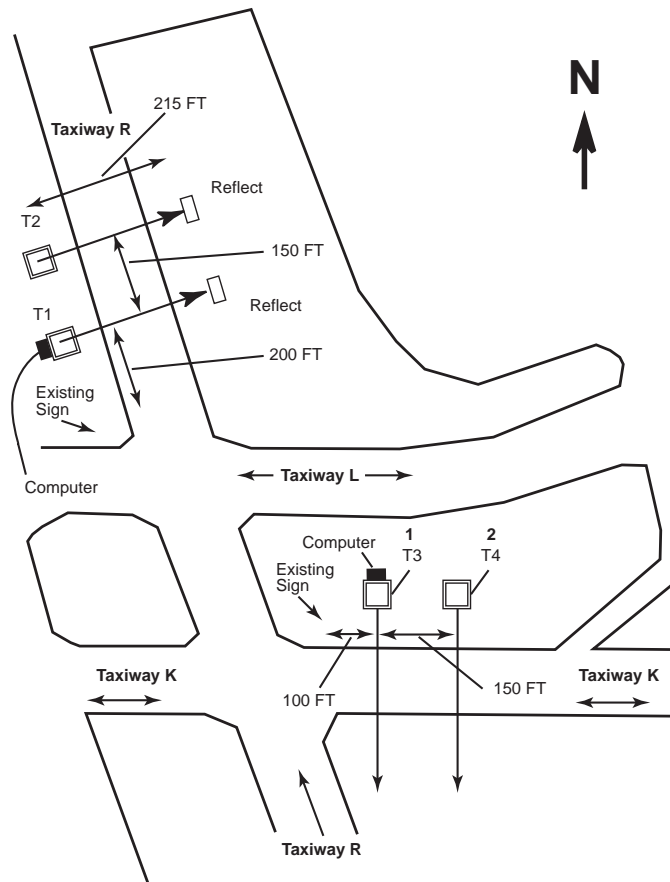 215 FT
N
Taxiway R
Reflect
T2
150 FT
T1
Reflect
200 FT
Existing
Sign
Taxiway L
Computer
1
2
Computer
T3
T4
Existing
Sign
Taxiway K
Taxiway K
100 FT
150 FT
Taxiway R